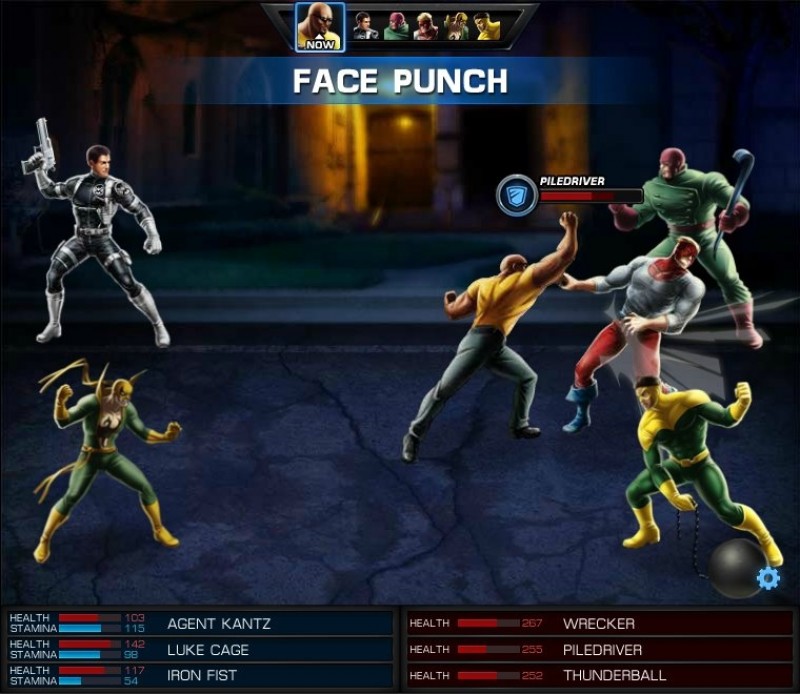 NOW
FACE PUNCH
PILEDRIVER
HEALTH 103
STAMINA 115
AGENT KANTZ
HEALTH 142
STAMINA 98
LUKE CAGE
HEALTH 117
STAMINA 54
IRON FIST
HEALTH 267 WRECKER
HEALTH 255 PILEDRIVER
HEALTH 252 THUNDERBALL